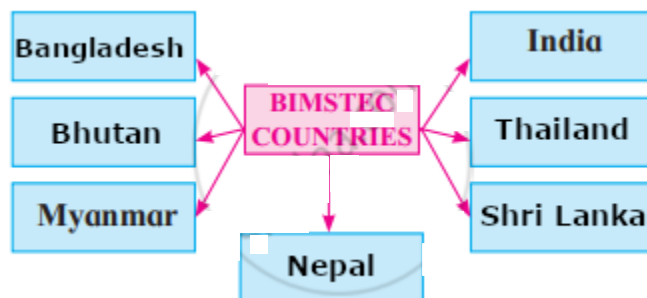 Bangladesh
India
BIMSTEC
COUNTRIES
Bhutan
Thailand
Myanmar
Shri Lanka
Nepal